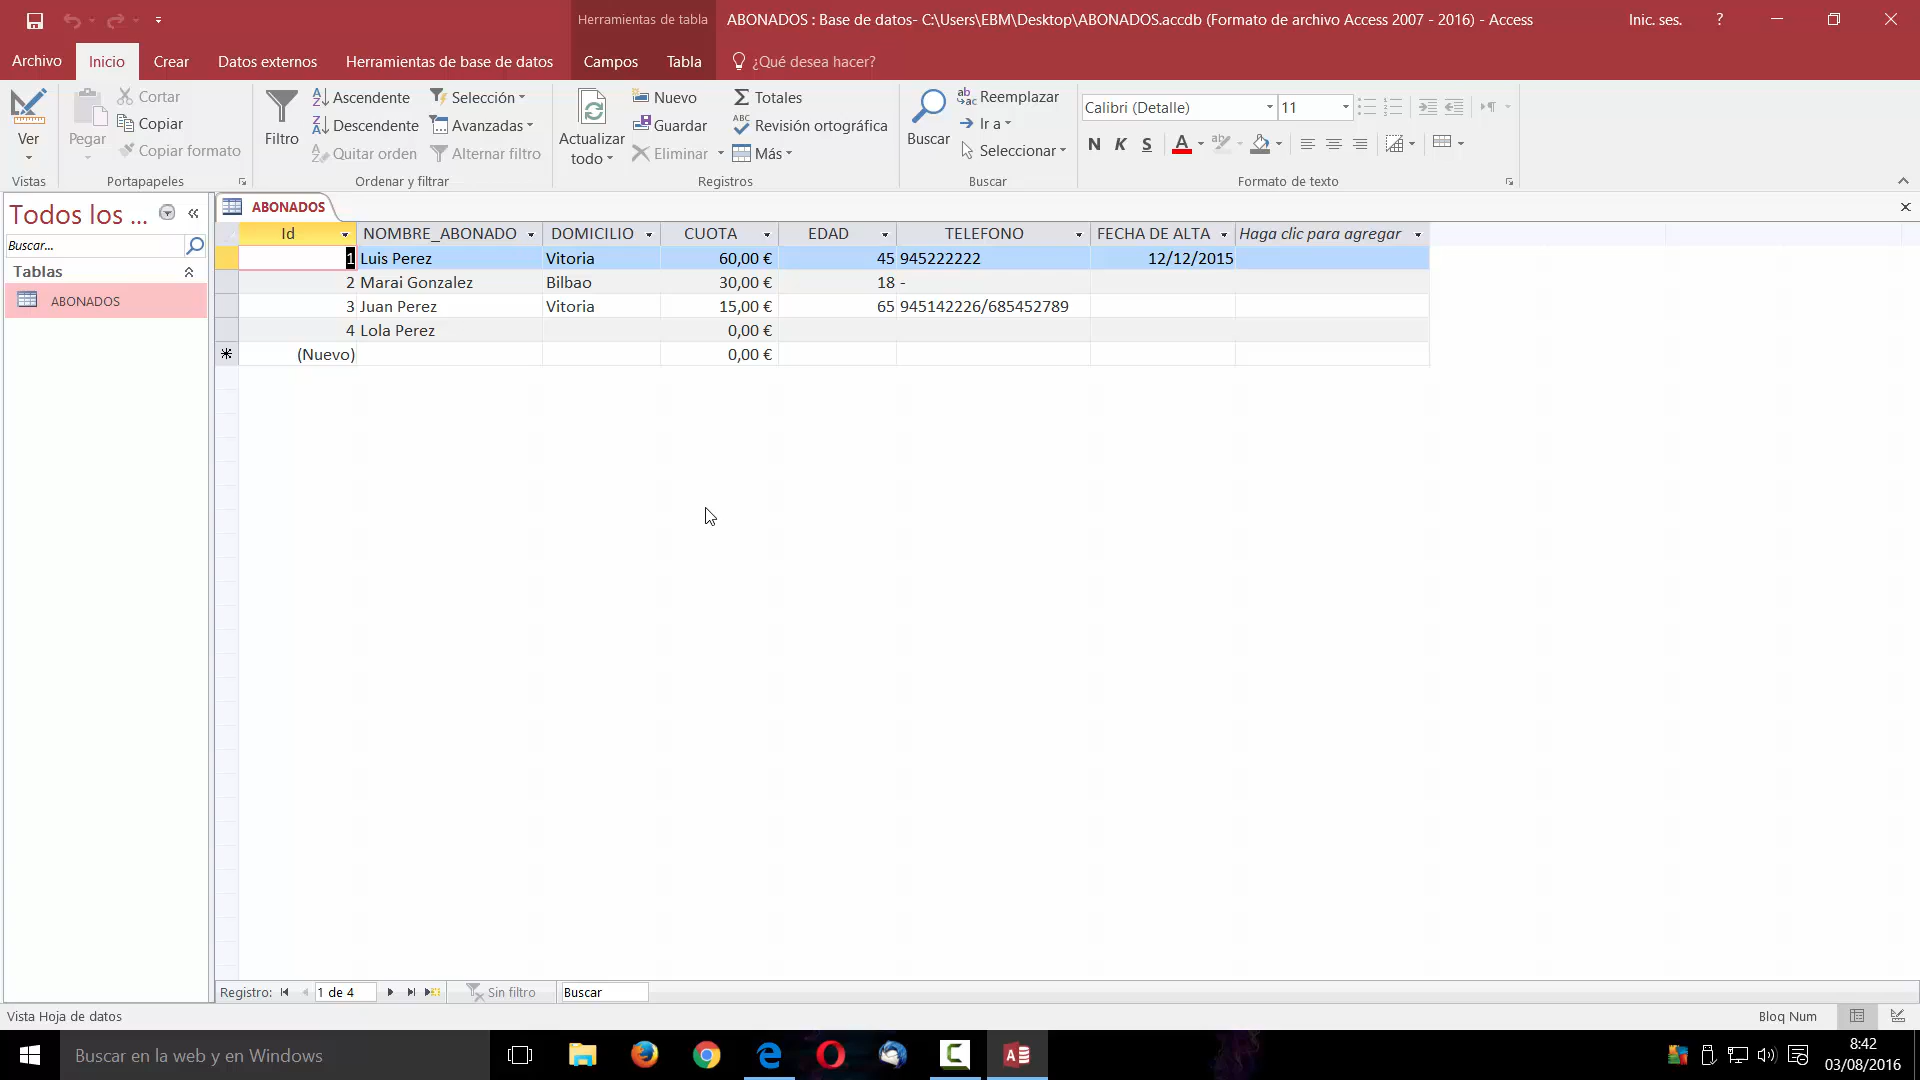 Herramientas de tabla
ABONADOS : Base de datos- C:\Users\EBM\Desktop\ABONADOS.accdb (Formato de archivo Access 2007 - 2016) - Access
Inic. ses.
?
Archivo
Inicio
Crear
Datos externos
Herramientas de base de datos
Campos
Tabla
¿Qué desea hacer?
Ver
Vistas
Pegar
Cortar
Copiar
Copiar formato
Portapapeles
Filtro
Ascendente
Descendente
Quitar orden
Selección
Avanzadas
Alternar filtro
Ordenar y filtrar
Actualizar
todo
Nuevo
Guardar
Eliminar
Totales
Revisión ortográfica
Más
Registros
Buscar
Reemplazar
Ir a
Seleccionar
Buscar
Calibri (Detalle)
11
N K S
Formato de texto
Todos los ...
Buscar...
Tablas
ABONADOS
ABONADOS
Id NOMBRE_ABONADO DOMICILIO CUOTA EDAD TELEFONO FECHA DE ALTA Haga clic para agregar
1 Luis Perez Vitoria 60,00 € 45 945222222 12/12/2015
2 Marai Gonzalez Bilbao 30,00 € 18 -
3 Juan Perez Vitoria 15,00 € 65 945142226/685452789
4 Lola Perez 0,00 €
(Nuevo) 0,00 €
Registro: 1 de 4 Sin filtro Buscar
Vista Hoja de datos
Bloq Num
Buscar en la web y en Windows
8:42
03/08/2016